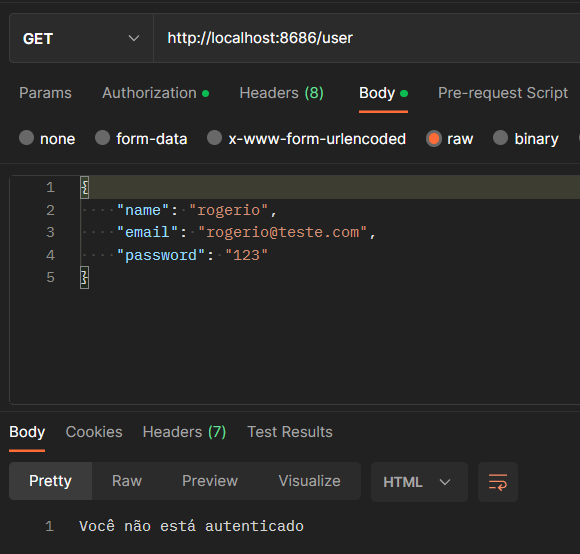 GET http://localhost:8686/user
Params Authorization Headers (8) Body Pre-request Script
none form-data x-www-form-urlencoded raw binary
1 {
2 "name": "rogerio",
3 "email": "rogerio@teste.com",
4 "password": "123"
5 }
Body Cookies Headers (7) Test Results
Pretty Raw Preview Visualize HTML
1 Você não está autenticado